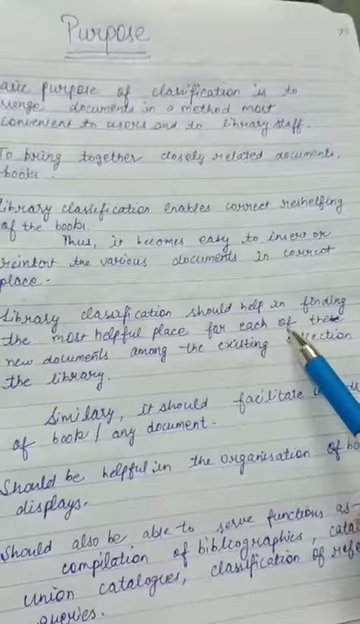 Purpose
purpose of classification is to
documents in a method most
convenient to users and to library staff.
To bring together closely related documents,
books.
Library classification enables correct reshelfing
of the books.
Thus, it becomes easy to insert or
reinsert the various documents in correct
place.
Library classification should help in finding
the most helpful place for each of the
new documents among the existing
the library.
Similary, it should facilitate
of book / any document.
Should be helpful in the organisation of
displays.
Should also be able to serve functions as
compilation of bibliographies,
union catalogues, classification of
queries.